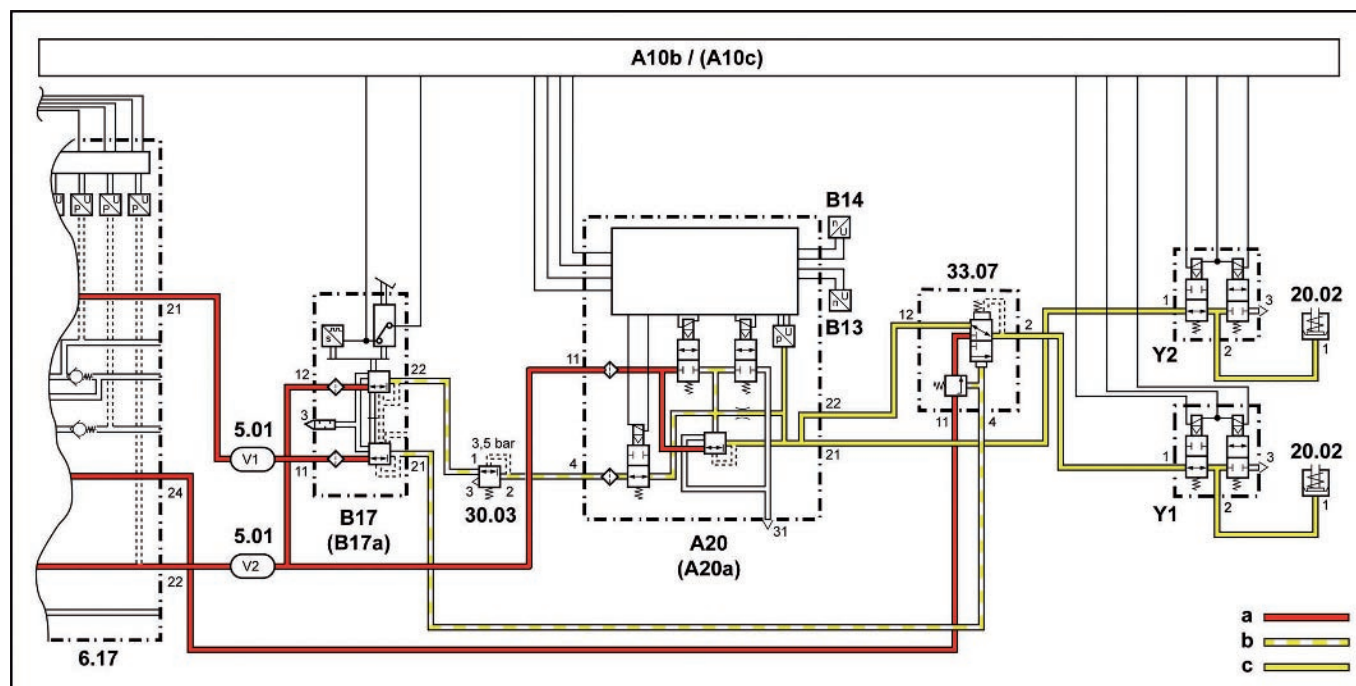 A10b / (A10c)
U
U
U
U
P
P
P
B14
n
U
n
U
B13
33.07
20.02
21
12
2
1
3
Y2
2
1
s
12
22
11
3
5.01
V1
11
21
3,5 bar
1
3
2
30.03
4
U
p
22
21
11
4
20.02
1
3
2
1
Y1
24
B17
(B17a)
5.01
V2
22
A20
(A20a)
31
6.17
a
b
c